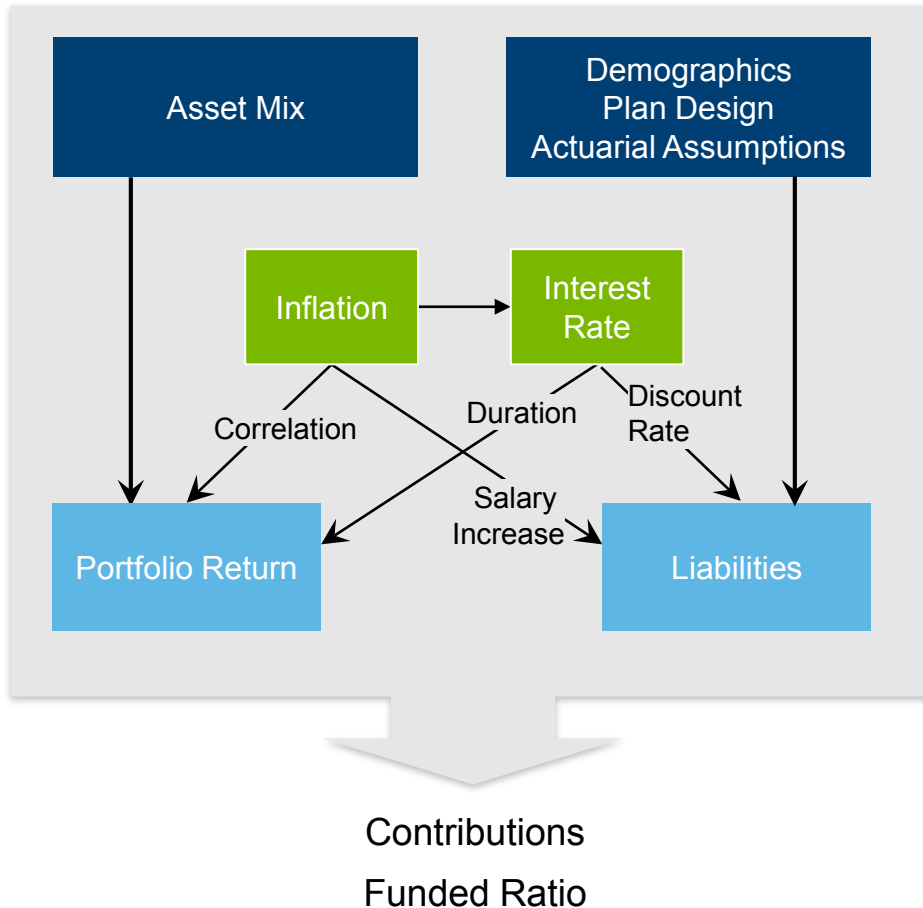 Asset Mix
Demographics
Plan Design
Actuarial Assumptions
Inflation
Interest
Rate
Correlation
Duration
Discount
Rate
Salary
Increase
Portfolio Return
Liabilities
Contributions
Funded Ratio